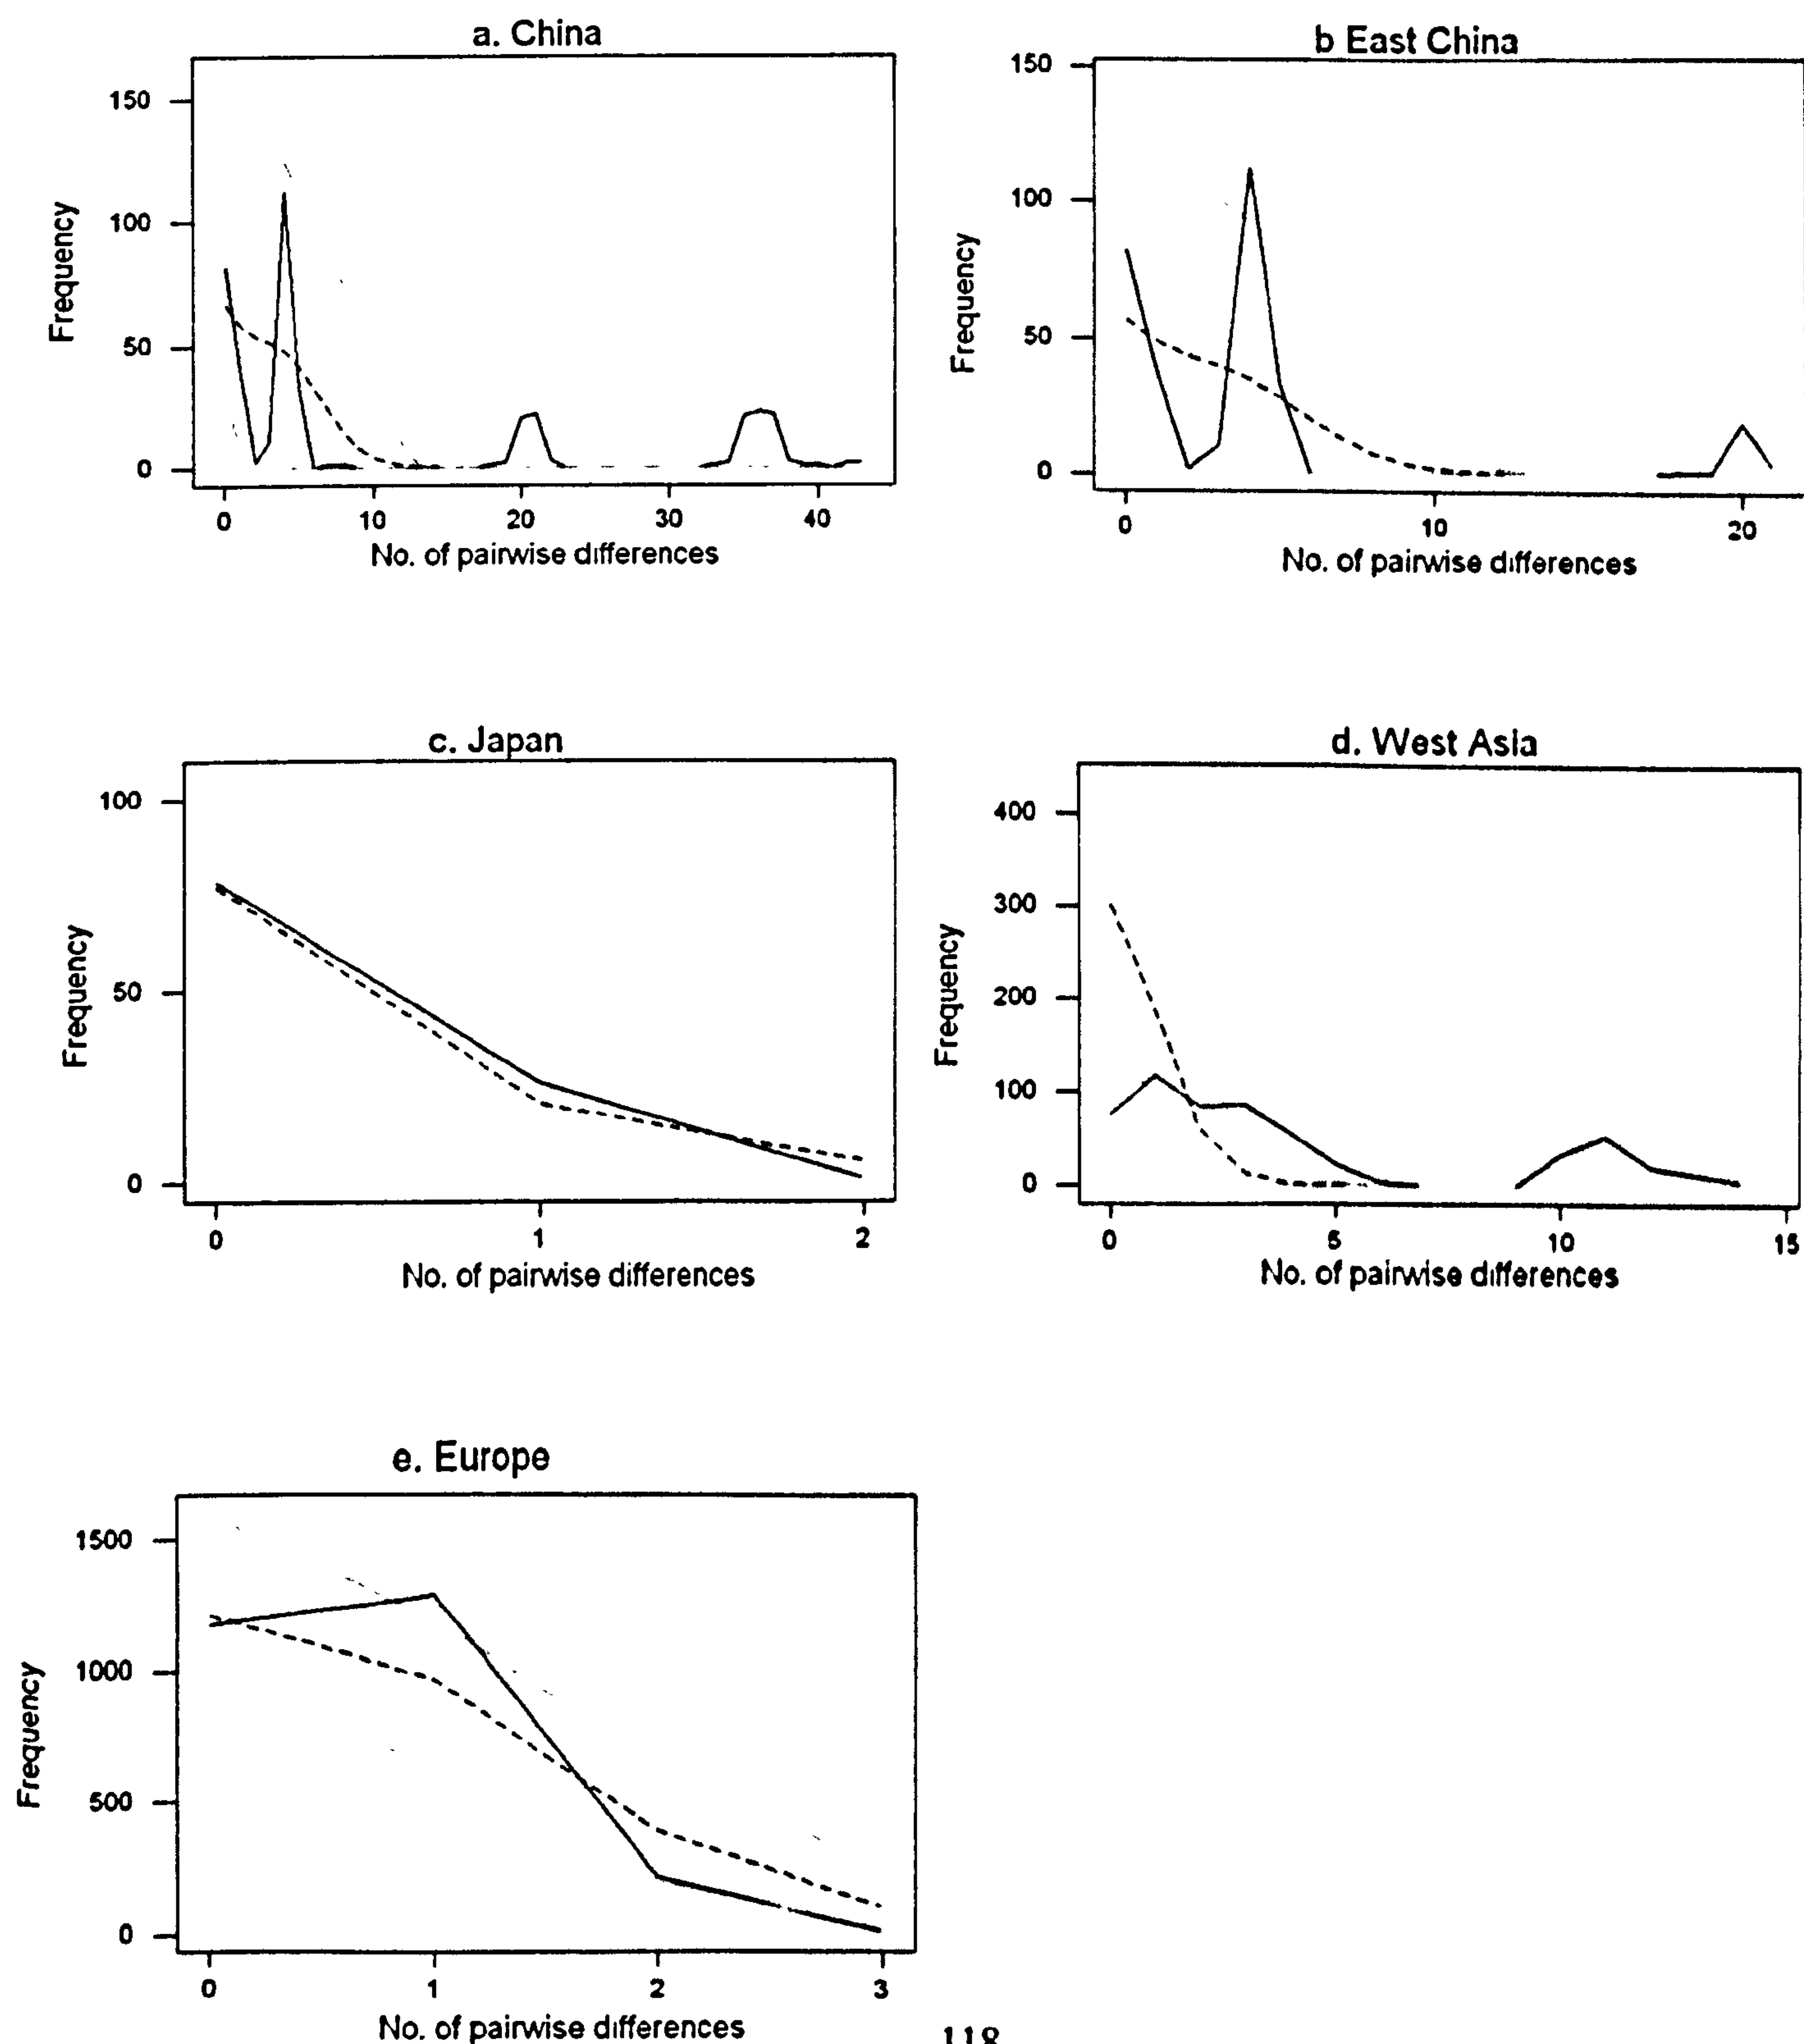 a. China
150
100
50
0
Frequency
0 10 20 30 40
No. of pairwise differences
b East China
150
100
50
0
Frequency
0 10 20
No. of pairwise differences
c. Japan
100
50
0
Frequency
0 1 2
No. of pairwise differences
d. West Asia
400
300
200
100
0
Frequency
0 5 10 15
No. of pairwise differences
e. Europe
1500
1000
500
0
Frequency
0 1 2 3
No. of pairwise differences
118